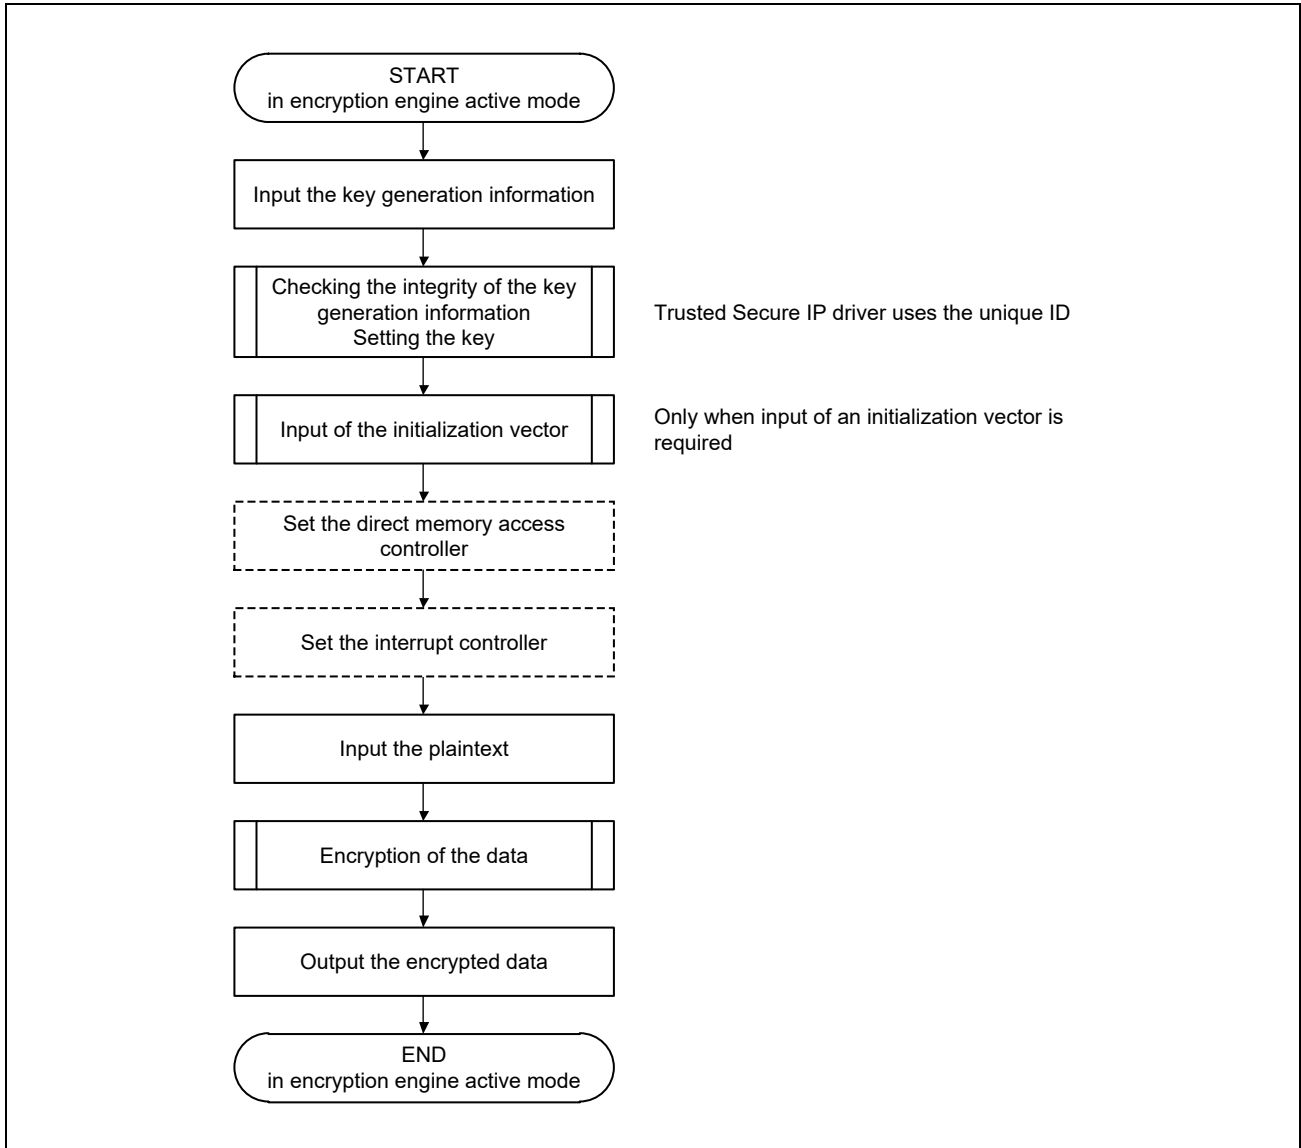 START
in encryption engine active mode
Input the key generation information
Checking the integrity of the key
generation information
Setting the key
Trusted Secure IP driver uses the unique ID
Input of the initialization vector
Only when input of an initialization vector is
required
Set the direct memory access
controller
Set the interrupt controller
Input the plaintext
Encryption of the data
Output the encrypted data
END
in encryption engine active mode